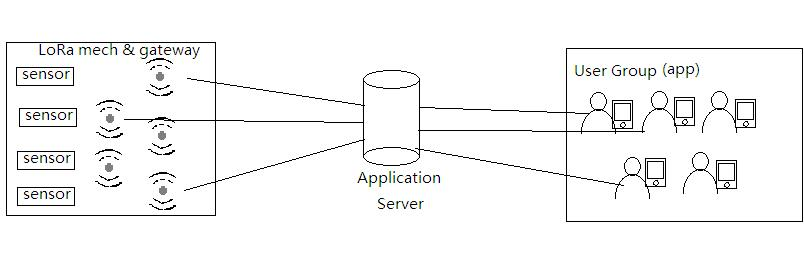 LoRa mech & gateway
sensor
sensor
sensor
sensor
Application
Server
User Group (app)